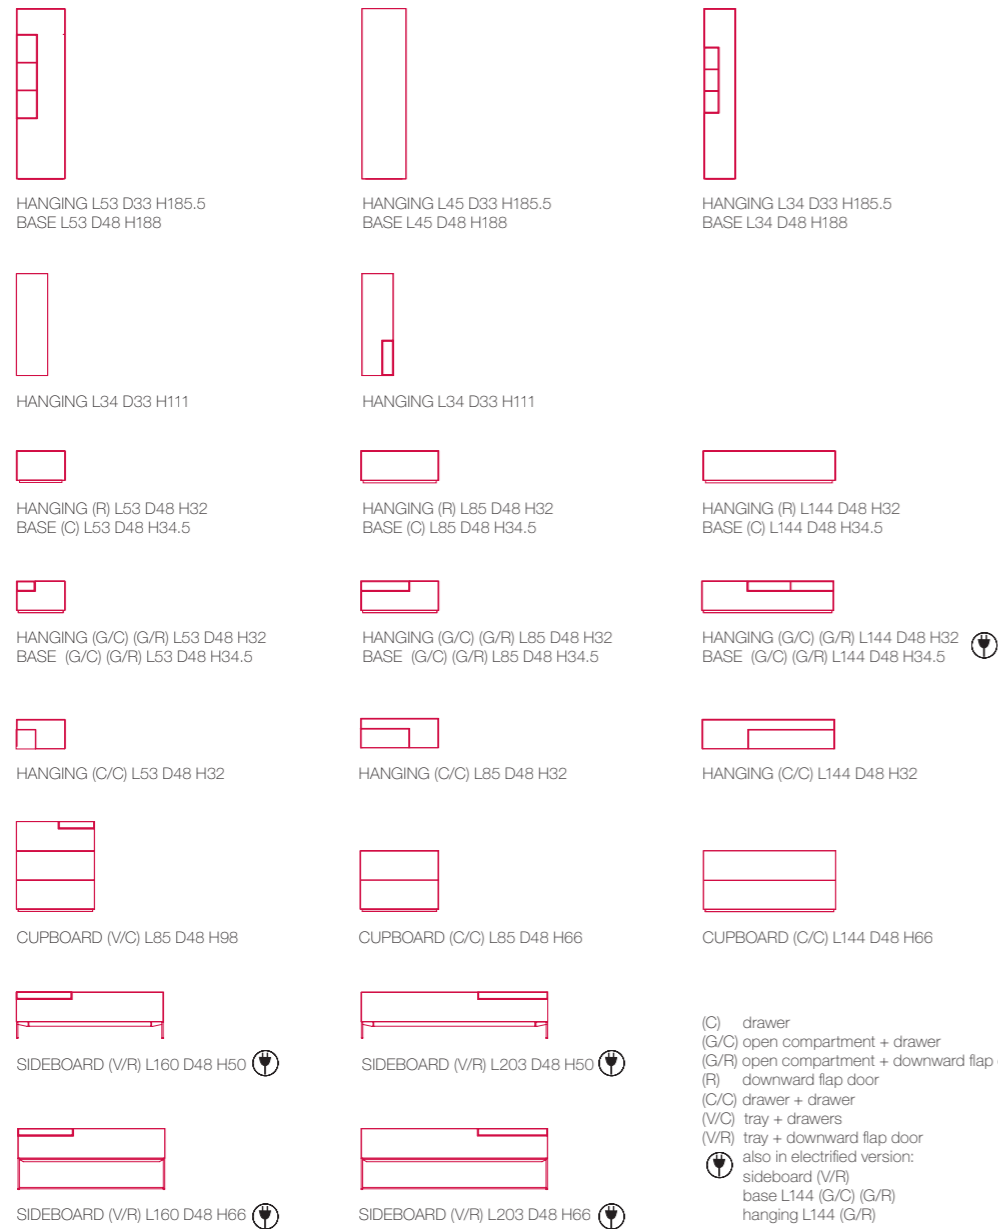 HANGING L53 D33 H185.5
BASE L53 D48 H188
HANGING L45 D33 H185.5
BASE L45 D48 H188
HANGING L34 D33 H185.5
BASE L34 D48 H188
HANGING L34 D33 H111
HANGING L34 D33 H111
HANGING (R) L53 D48 H32
BASE (C) L53 D48 H34.5
HANGING (R) L85 D48 H32
BASE (C) L85 D48 H34.5
HANGING (R) L144 D48 H32
BASE (C) L144 D48 H34.5
HANGING (G/C) (G/R) L53 D48 H32
BASE (G/C) (G/R) L53 D48 H34.5
HANGING (G/C) (G/R) L85 D48 H32
BASE (G/C) (G/R) L85 D48 H34.5
HANGING (G/C) (G/R) L144 D48 H32
BASE (G/C) (G/R) L144 D48 H34.5
HANGING (C/C) L53 D48 H32
HANGING (C/C) L85 D48 H32
HANGING (C/C) L144 D48 H32
CUPBOARD (V/C) L85 D48 H98
CUPBOARD (C/C) L85 D48 H66
CUPBOARD (C/C) L144 D48 H66
SIDEBOARD (V/R) L160 D48 H50
SIDEBOARD (V/R) L203 D48 H50
SIDEBOARD (V/R) L160 D48 H66
SIDEBOARD (V/R) L203 D48 H66
(C) drawer
(G/C) open compartment + drawer
(G/R) open compartment + downward flap
(R) downward flap door
(C/C) drawer + drawer
(V/C) tray + drawers
(V/R) tray + downward flap door
also in electrified version:
sideboard (V/R)
base L144 (G/C) (G/R)
hanging L144 (G/R)